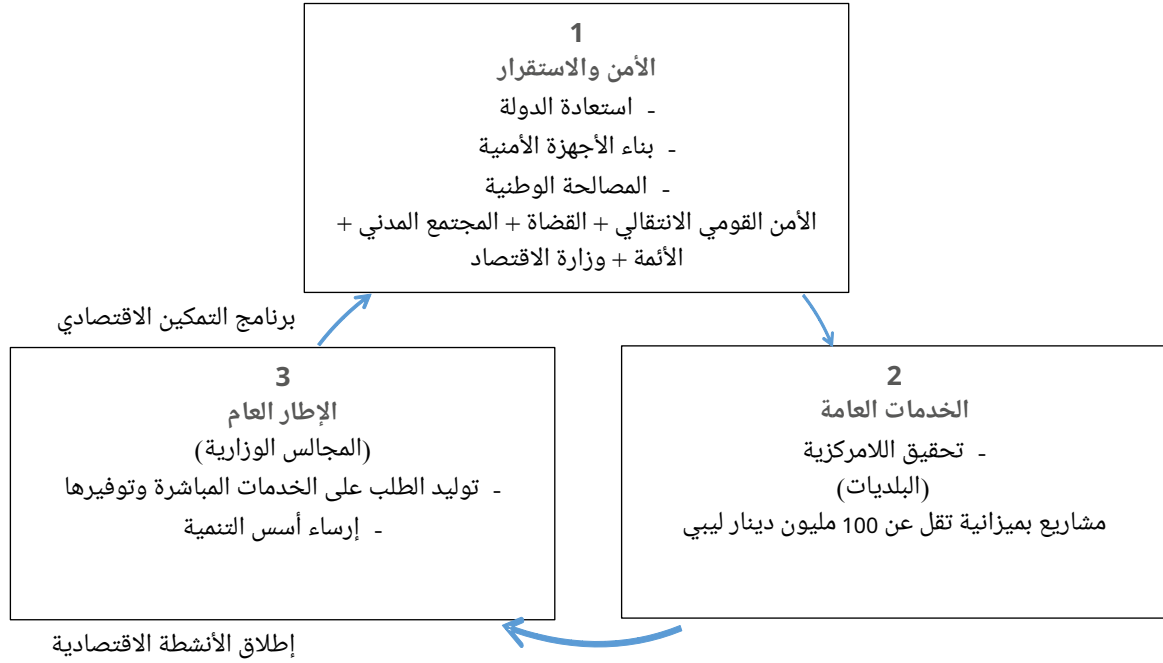 1
الأمن والاستقرار
- استعادة الدولة
- بناء الأجهزة الأمنية
- المصالحة الوطنية
الأمن القومي الانتقالي + القضاة + المجتمع المدني +
الأئمة + وزارة الاقتصاد
برنامج التمكين الاقتصادي
2
الخدمات العامة
- تحقيق اللامركزية
(البلديات)
مشاريع بميزانية تقل عن 100 مليون دينار ليبي
3
الإطار العام
(المجالس الوزارية)
- توليد الطلب على الخدمات المباشرة وتوفيرها
- إرساء أسس التنمية
إطلاق الأنشطة الاقتصادية